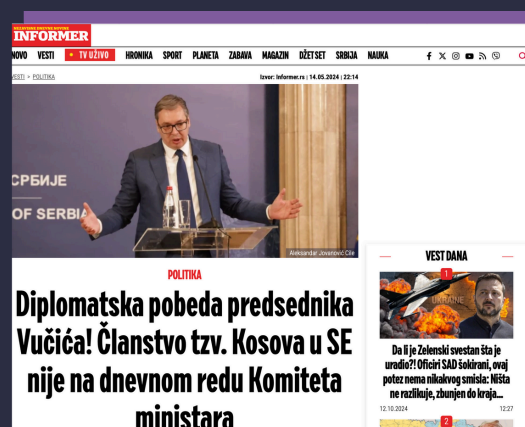 NEZAVISNE DNEVNE NOVINE
INFORMER
NOVO VESTI TV UŽIVO HRONIKA SPORT PLANETA ZABAVA MAGAZIN DŽET SET SRBIJA NAUKA
VESTI > POLITIKA
Izvor: Informer.rs | 14.05.2024 | 22:14
СРБИЈЕ
OF SERBIA
Aleksandar Jovanović Cile
POLITIKA
Diplomatska pobeda predsednika
Vučića! Članstvo tzv. Kosova u SE
nije na dnevnom redu Komiteta
ministara
VEST DANA
1
UKRAINE
Da li je Zelenski svestan šta je
uradio?! Oficiri SAD šokirani, ovaj
potez nema nikakvog smisla: Ništa
ne razlikuje, zbunjen do kraja...
12.10.2024 12:27
2